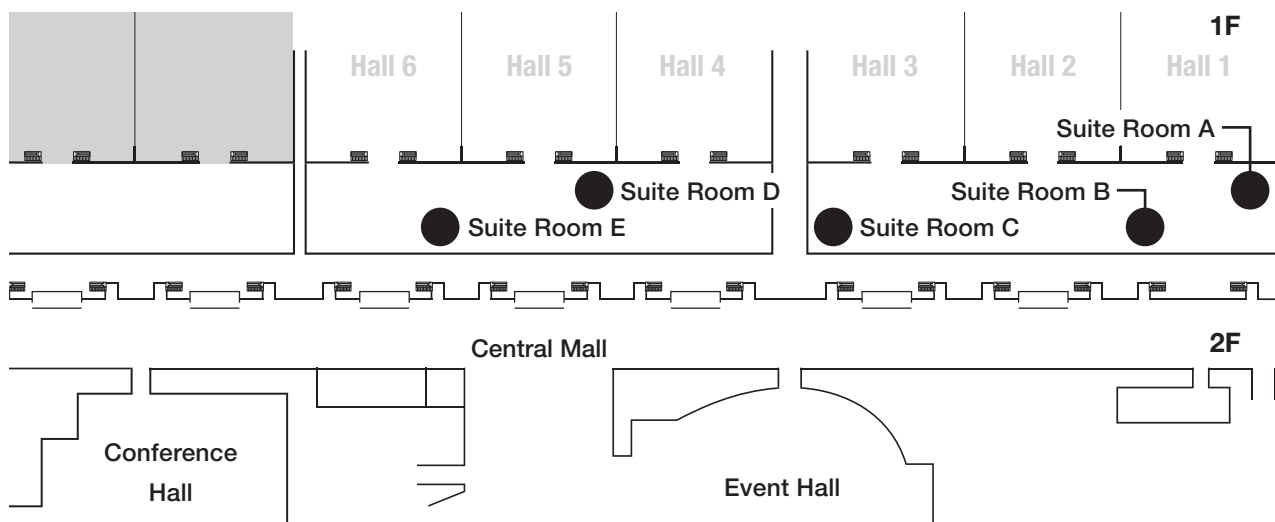 1F
Hall 6
Hall 5
Hall 4
Hall 3
Hall 2
Hall 1
Suite Room A
Suite Room D
Suite Room B
Suite Room E
Suite Room C
Central Mall
2F
Conference
Hall
Event Hall